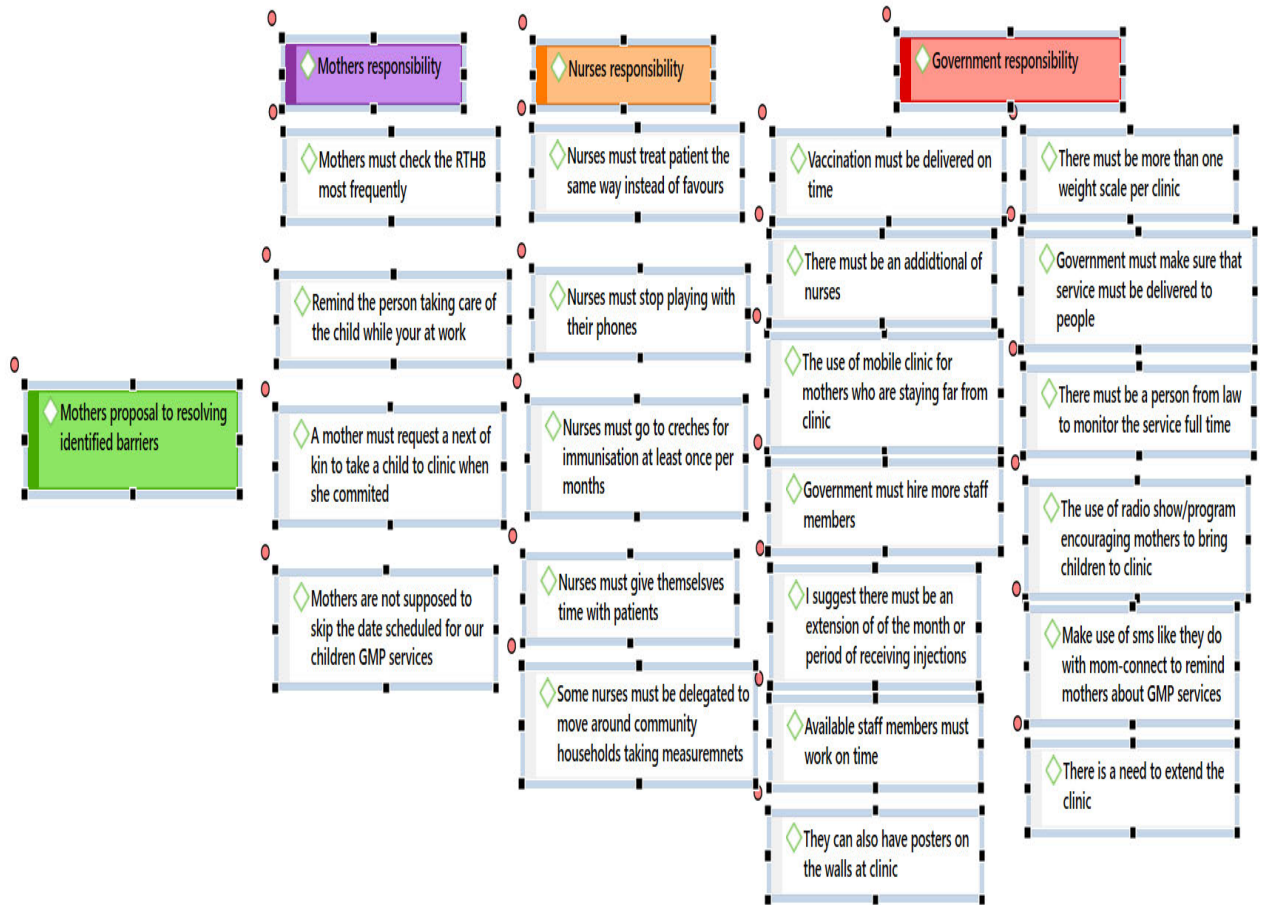 Mothers proposal to resolving
identified barriers
Mothers responsibility
Mothers must check the RTHB
most frequently
Remind the person taking care of
the child while your at work
A mother must request a next of
kin to take a child to clinic when
she commited
Mothers are not supposed to
skip the date scheduled for our
children GMP services
Nurses responsibility
Nurses must treat patient the
same way instead of favours
Nurses must stop playing with
their phones
Nurses must go to creches for
immunisation at least once per
months
Nurses must give themselsves
time with patients
Some nurses must be delegated to
move around community
households taking measuremnets
Government responsibility
Vaccination must be delivered on
time
There must be an addidtional of
nurses
The use of mobile clinic for
mothers who are staying far from
clinic
Government must hire more staff
members
I suggest there must be an
extension of of the month or
period of receiving injections
Available staff members must
work on time
They can also have posters on
the walls at clinic
There must be more than one
weight scale per clinic
Government must make sure that
service must be delivered to
people
There must be a person from law
to monitor the service full time
The use of radio show/program
encouraging mothers to bring
children to clinic
Make use of sms like they do
with mom-connect to remind
mothers about GMP services
There is a need to extend the
clinic